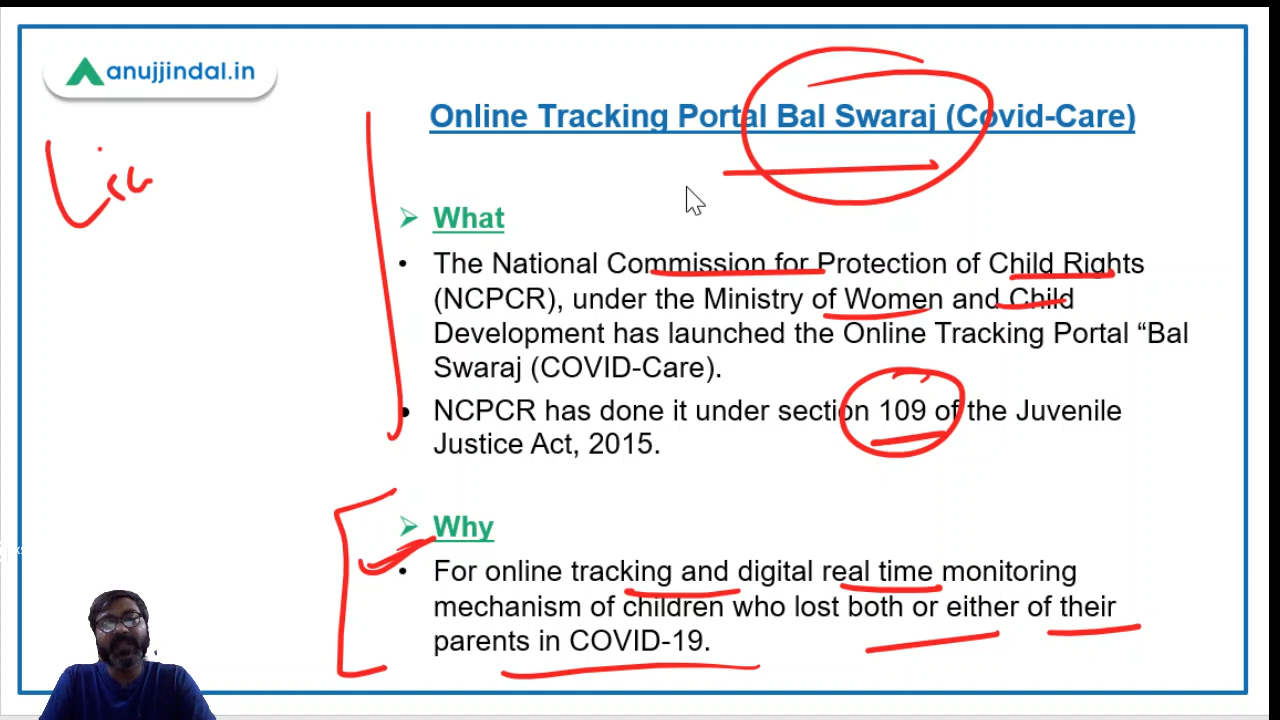 anujjindal.in
Online Tracking Portal Bal Swaraj (Covid-Care)
What
The National Commission for Protection of Child Rights
(NCPCR), under the Ministry of Women and Child
Development has launched the Online Tracking Portal “Bal
Swaraj (COVID-Care).
NCPCR has done it under section 109 of the Juvenile
Justice Act, 2015.
Why
For online tracking and digital real time monitoring
mechanism of children who lost both or either of their
parents in COVID-19.